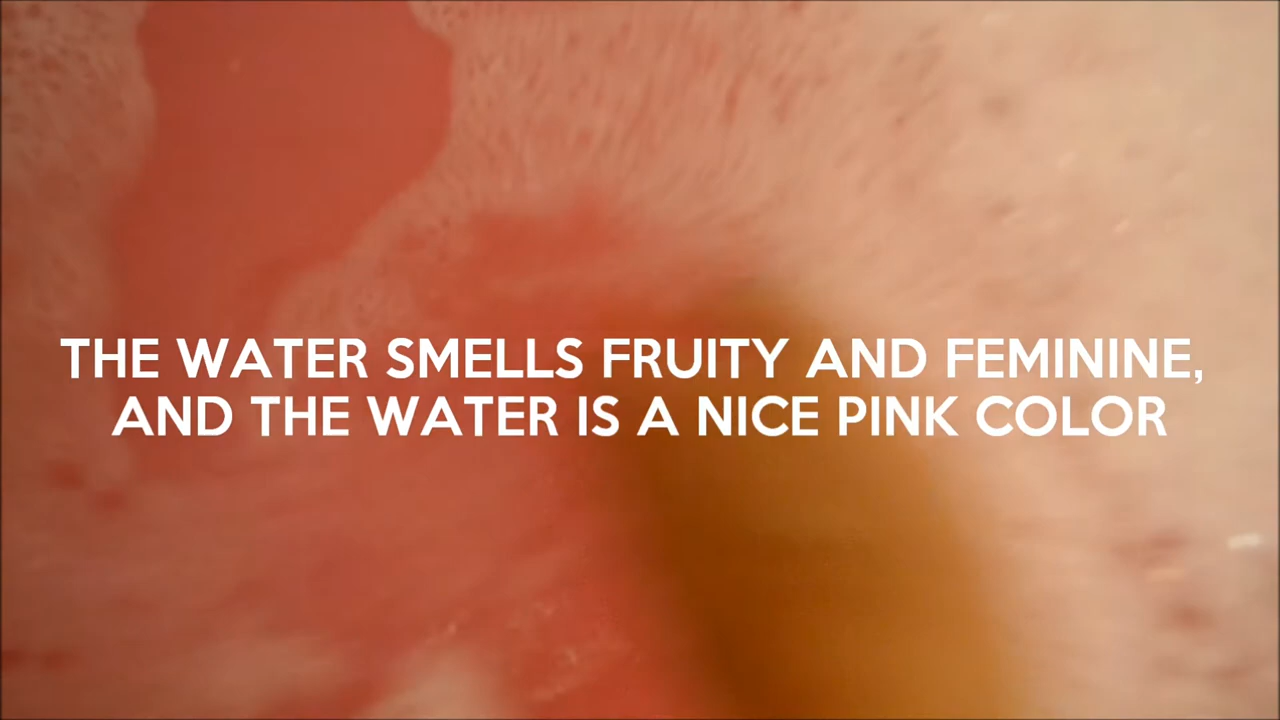 THE WATER SMELLS FRUITY AND FEMININE,
AND THE WATER IS A NICE PINK COLOR